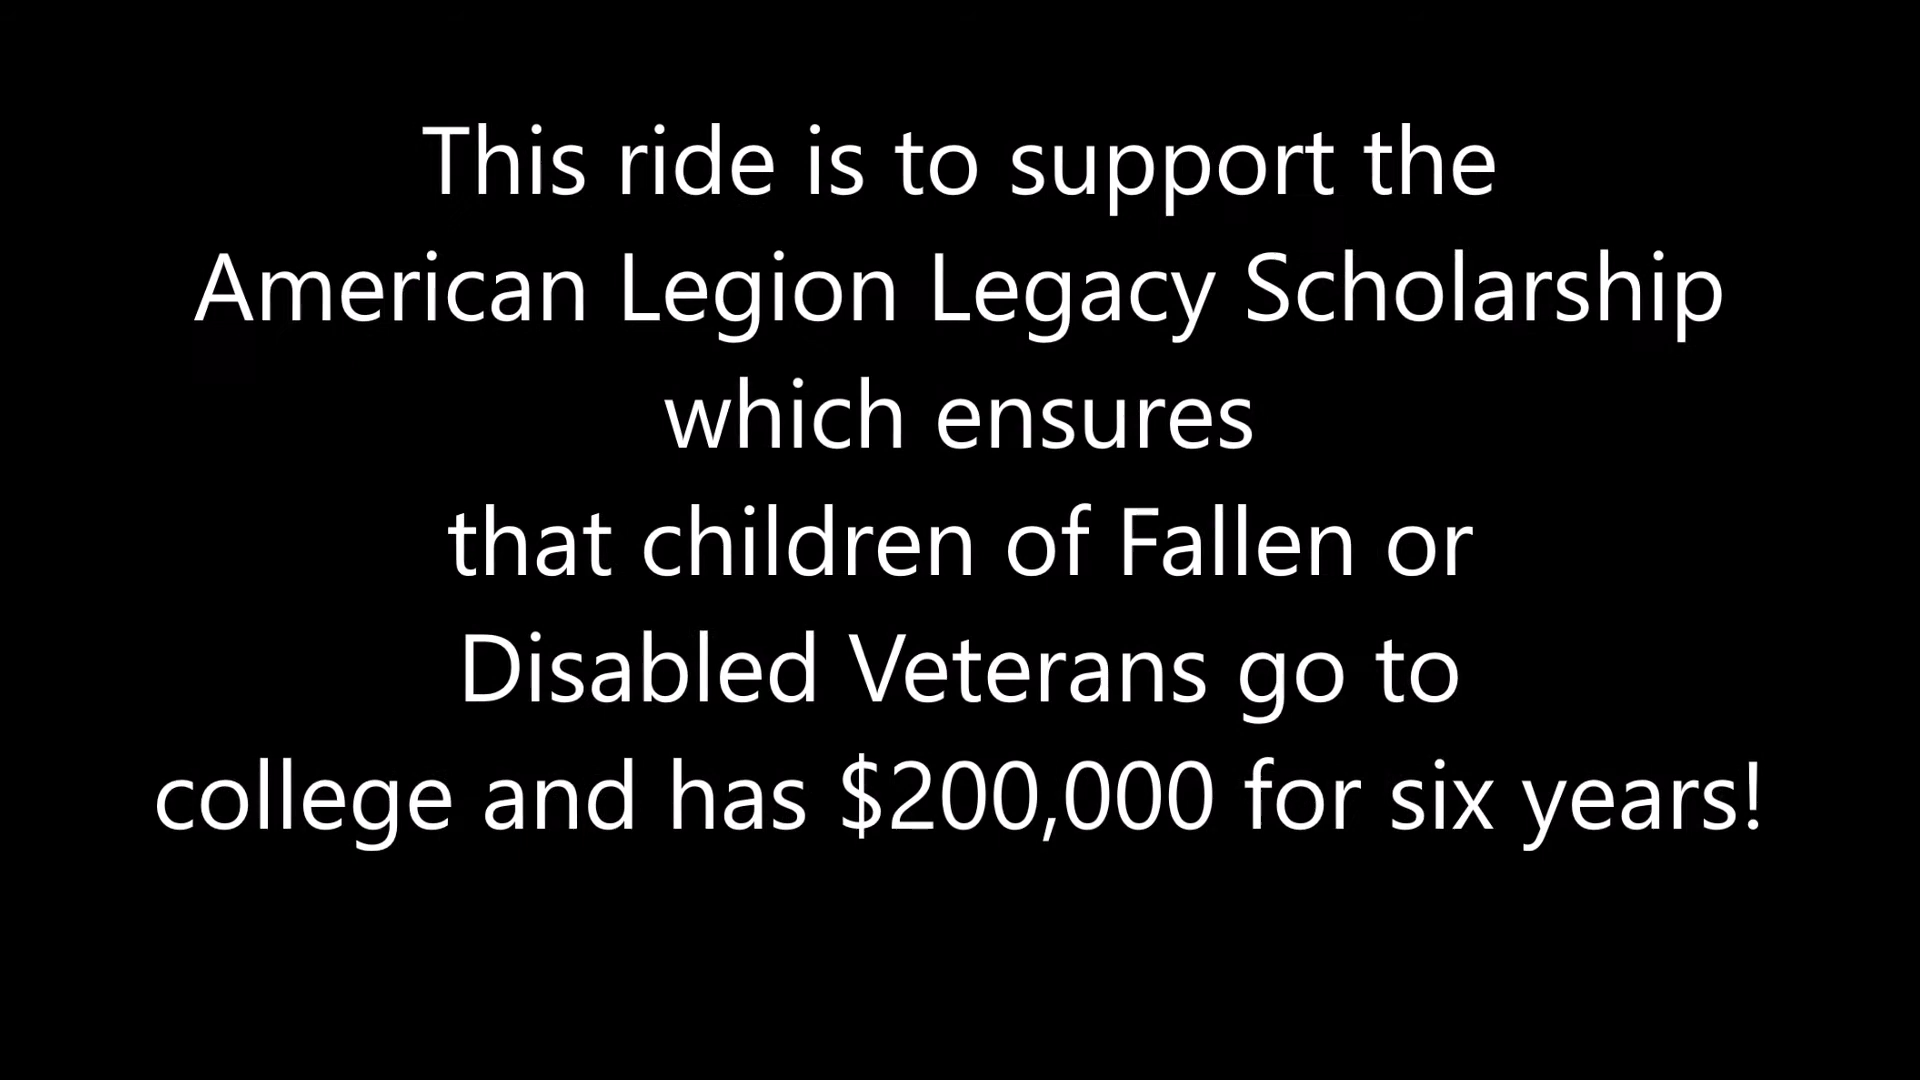 This ride is to support the
American Legion Legacy Scholarship
which ensures
that children of Fallen or
Disabled Veterans go to
college and has $200,000 for six years!